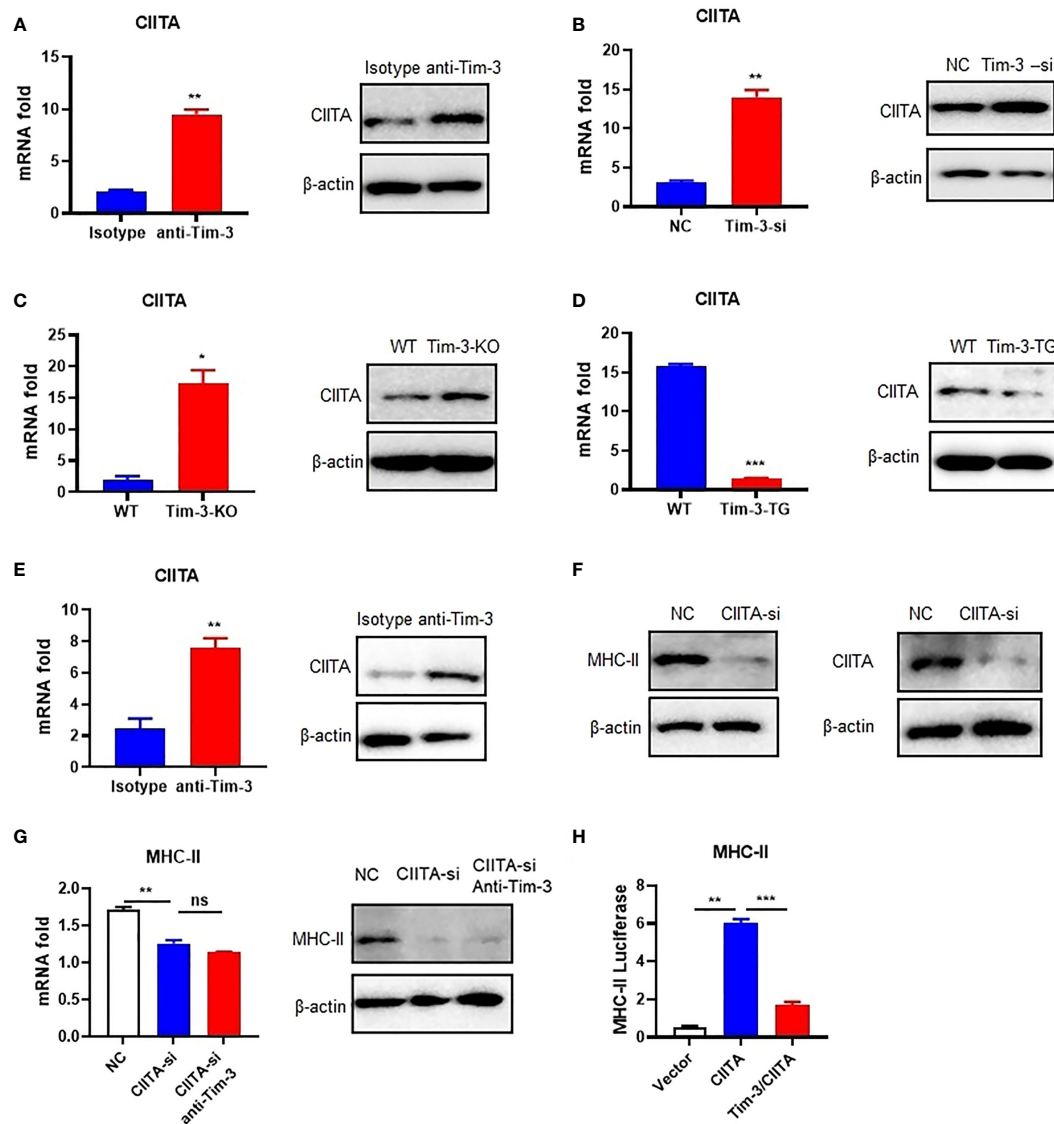 A
CIITA
mRNA fold
15
10
5
0
**
Isotype anti-Tim-3
Isotype anti-Tim-3
CIITA
β-actin
B
CIITA
mRNA fold
20
15
10
5
0
**
NC Tim-3-si
NC Tim-3 –si
CIITA
β-actin
C
CIITA
mRNA fold
25
20
15
10
5
0
*
WT Tim-3-KO
WT Tim-3-KO
CIITA
β-actin
D
CIITA
mRNA fold
20
15
10
5
0
***
WT Tim-3-TG
WT Tim-3-TG
CIITA
β-actin
E
CIITA
mRNA fold
10
8
6
4
2
0
**
Isotype anti-Tim-3
Isotype anti-Tim-3
CIITA
β-actin
F
NC CIITA-si
MHC-II
β-actin
NC CIITA-si
CIITA
β-actin
G
MHC-II
mRNA fold
2.0
1.5
1.0
0.5
0.0
** ns
NC
CIITA-si
CIITA-si
anti-Tim-3
NC CIITA-si CIITA-si
Anti-Tim-3
MHC-II
β-actin
H
MHC-II
MHC-II Luciferase
8
6
4
2
0
** ***
Vector
CIITA
Tim-3/CIITA